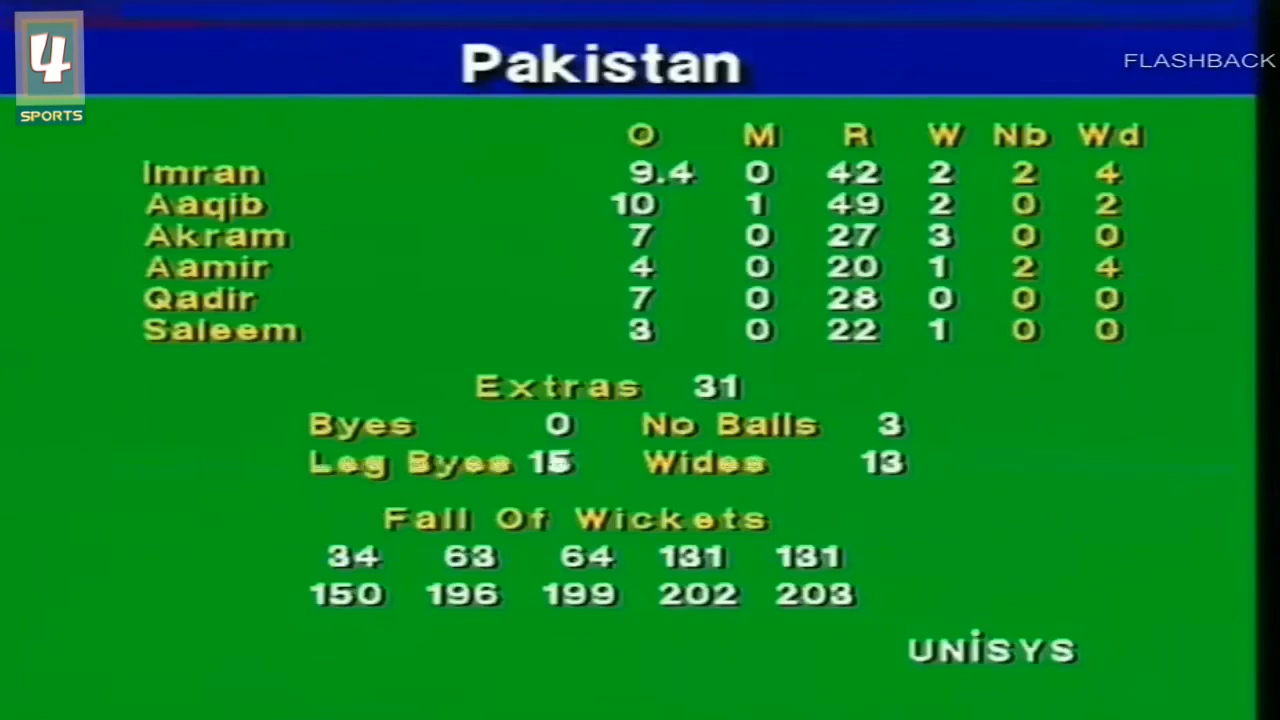 4
SPORTS
Pakistan
FLASHBACK
O M R W Nb Wd
Imran 9.4 0 42 2 2 4
Aaqib 10 1 49 2 0 2
Akram 7 0 27 3 0 0
Aamir 4 0 20 1 2 4
Qadir 7 0 28 0 0 0
Saleem 3 0 22 1 0 0
Extras 31
Byes 0 No Balls 3
Leg Byes 15 Wides 13
Fall Of Wickets
34 63 64 131 131
150 196 199 202 203
UNiSYS